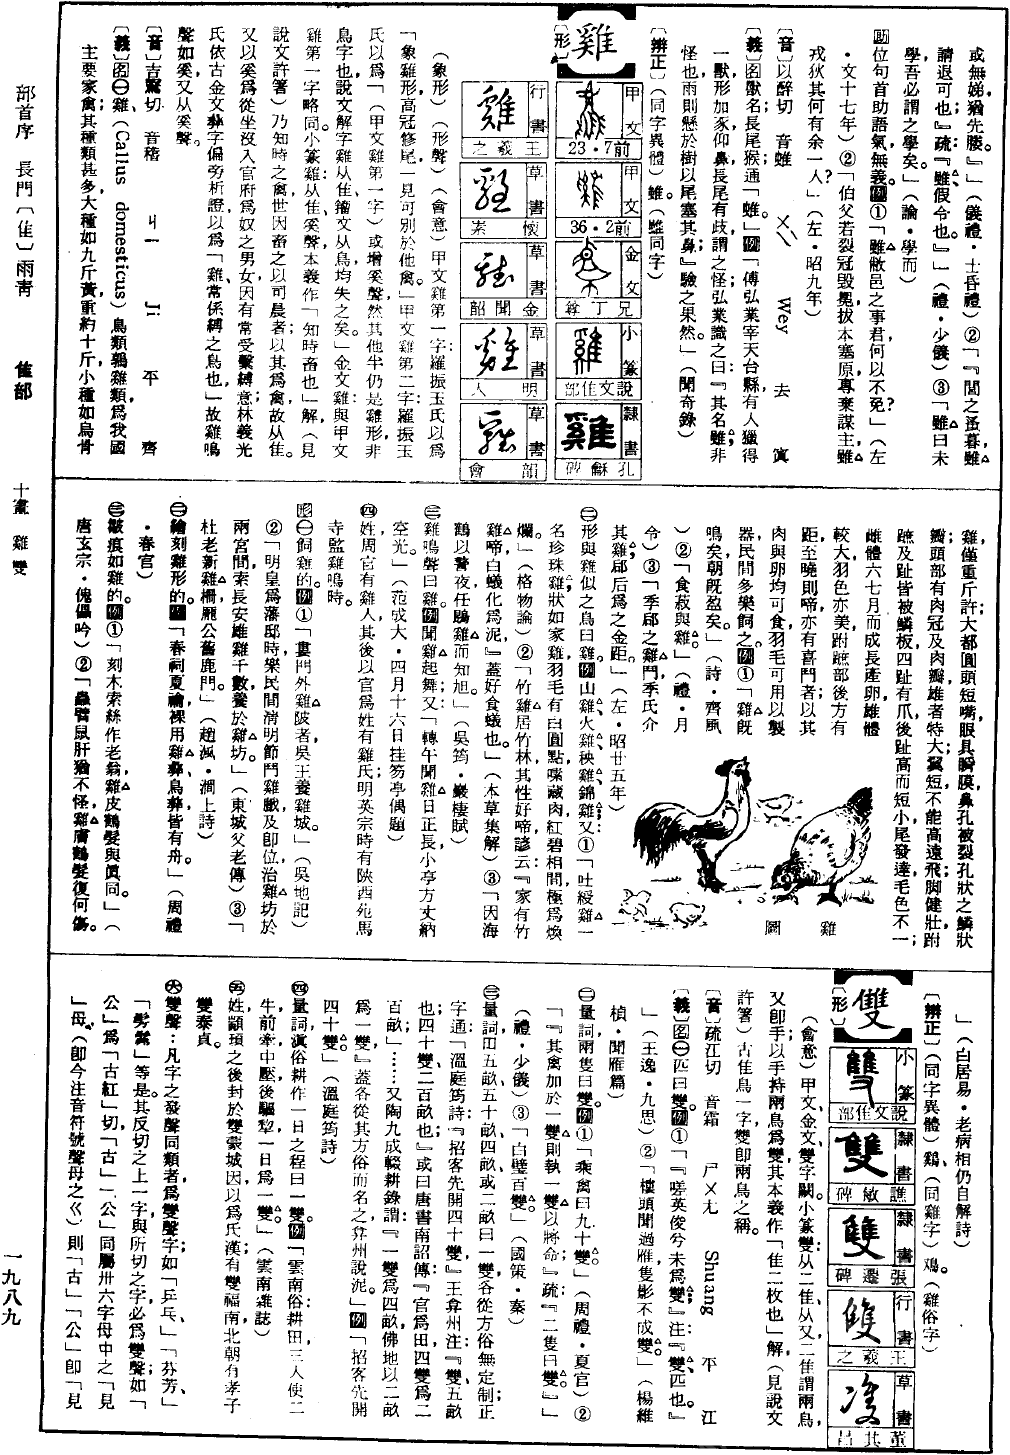 或無娣,猶先媵。』」(儀禮・士昏禮)②「『聞之蚤暮,雖
請退可也』疏:『雖假令也。』」(禮・少儀)③「雖曰未
學,吾必謂之學矣。」(論・學而)
助位句首,助語氣,無義。例①「雖敝邑之事君,何以不免?」(左
・文十七年)②「伯父若裂冠毀冕,拔本塞原,專棄謀主,雖
戎狄,其何有余一人?」(左・昭九年)
〔音〕以醉切 音蜼 ㄨㄟ Wey 去 寘
〔義〕名獸名;長尾猴;通「蜼」。例「傅弘業宰天台縣,有人獵得
一獸,形加豕,仰鼻長尾有歧,謂之怪。弘業識之曰:『其名雖,非
怪也,雨則懸於樹,以尾塞其鼻』,驗之果然。」(聞奇錄)
〔辨正〕(同字異體)蜼。(雖同字)
雞
〔形〕
甲文 前7・23
甲文 前2・36
金文 兄丁尊
小篆 說文隹部
隸書 孔龢碑
行書 王羲之
草書 懷素
草書 韶聞金
草書 明人
草書 韻會
(象形)(形聲)(會意)甲文雞第一字:羅振玉氏以爲
「象雞形,高冠修尾,一見可別於他禽。」甲文雞第二字:羅振玉
氏以爲「(甲文雞第一字)或增奚聲,然其他半仍是雞形,非
鳥字也,說文解字雞从隹,籀文从鳥,均失之矣。」金文雞:與甲文
雞第一字略同。小篆雞:从隹、奚聲,本義作「知時畜也」解,(見
說文許箸)乃知時之禽,世因畜之以司晨者;以其爲禽,故从隹。
又以奚爲從坐沒入官府爲奴之男女,因有常受繫縛意,林義光
氏依古金文彝字偏旁析證以爲「雞常係縛之鳥也」,故雞鳴
聲如奚,又从奚聲。
〔音〕吉鷖切 音稽 ㄐㄧ Ji 平 齊
〔義〕名㊀雞(Callus domesticus)鳥類鶉雞類,爲我國
主要家禽;其種類甚多,大種如九斤黃,重約十斤,小種如烏骨
雞,僅重斤許;大都圓頭短嘴,眼具瞬膜,鼻孔被裂孔狀之鱗狀
瓣,頭部有肉冠及肉瓣,雄者特大,翼短,不能高遠飛,脚健壯,跗
蹠及趾皆被鱗板,四趾,趾有爪,後趾高而短小,尾發達,毛色不一;
雌體六七月而成長產卵,雄體
較大,羽色亦美,跗蹠部後方有
距,至曉則啼,亦有喜鬥者;以其
肉與卵均可食,羽毛可用以製
器,民間多樂飼之。例①「雞旣
鳴矣,朝旣盈矣。」(詩・齊風
)②「食菽與雞。」(禮・月
令)③「季郈之雞鬥,季氏介
其雞,郈后爲之金距。」(左・昭廿五年)
雞 圖
㊁形與雞似之鳥曰雞。例山雞、火雞、秧雞、錦雞;又:①「吐綬雞,一
名珍珠雞,狀如家雞,羽毛有白圓點,嗉藏肉,紅碧相間,極爲煥
爛。」(格物論)②「竹雞居竹林,其性好啼,諺云:『家有竹
雞啼,白蟻化爲泥』,蓋好食蟻也。」(本草集解)③「因海
鶴以警夜,任鶡雞而知旭。」(吳筠・巖棲賦)
㊂雞鳴聲曰雞。例聞雞起舞;又:「轉午聞雞日正長,小亭方丈納
空光。」(范成大・四月十六日挂笏亭偶題)
㊃姓。周官有雞人,其後以官爲姓,有雞氏;明英宗時有陝西苑馬
寺監雞鳴時。
形㊀飼雞的。例①「婁門外雞陂者,吳王養雞城。」(吳地記)
②「明皇爲藩邸時,樂民間清明節鬥雞戲;及卽位,治雞坊於
兩宮間,索長安雄雞千數,養於雞坊。」(東城父老傳)③「
杜老新雞柵,龐公舊鹿門。」(趙渢・澗上詩)
㊁繪刻雞形的。例「春祠夏禴,裸用雞彝、鳥彝,皆有舟。」(周禮
・春官)
㊂皺痕如雞的。例①「刻木索絲作老翁,雞皮鶴髮與眞同。」(
唐玄宗・傀儡吟)②「蟲臂鼠肝猶不怪,雞膚鶴髮復何傷。
」(白居易・老病相仍自解詩)
〔辨正〕(同字異體)鷄。(同雞字)鸡。(雞俗字)
雙
〔形〕
小篆 說文隹部
隸書 譙敏碑
隸書 張遷碑
行書 王羲之
草書 董其昌
(會意)甲文、金文雙字闕。小篆雙:从二隹、从又,二隹謂兩鳥,
又卽手,以手持兩鳥爲雙,其本義作「隹二枚也」解,(見說文
許箸)古隹鳥一字,雙卽兩鳥之稱。
〔音〕疏江切 音霜 ㄕㄨㄤ Shuang 平 江
〔義〕名㊀匹曰雙。例①「『嗟英俊兮未爲雙』;注:『雙,匹也。』
」(王逸・九思)②「樓頭聞過雁,隻影不成雙。」(楊維
楨・聞雁篇)
㊁量詞,兩隻曰雙。例①「乘禽曰九十雙。」(周禮・夏官)②
「『其禽加於一雙,則執一雙以將命』;疏:『二隻曰雙。』」
(禮・少儀)③「白璧百雙。」(國策・秦)
㊂量詞,田五畝、五十畝、四畝或二畝曰一雙,各從方俗,無定制。正
字通:「溫庭筠詩:『招客先開四十雙』,王弇州注:『雙,五畝
也,四十雙,二百畝也』;或曰唐書南詔傳:『官爲田四雙爲二
百畝』;……又陶九成輟耕錄謂:『一雙爲四畝,佛地以二畝
爲一雙』,蓋各從其方俗而名之,弇州說泥。」例「招客先開
四十雙。」(溫庭筠詩)
㊃量詞,滇俗耕作一日之程曰一雙。例「雲南俗耕田,三人使二
牛,前牽、中壓、後驅,犂一日爲一雙。」(雲南雜誌)
㊄姓。顓頊之後,封於雙蒙城,因以爲氏;漢有雙福,南北朝有孝子
雙泰貞。
㊅雙聲:凡字之發聲同類者爲雙聲字;如「乒乓、」「芬芳、」
「劈霹」等是。其反切之上一字與所切之字必爲雙聲;如「
公」爲「古紅」切,「古」「公」同屬卅六字母中之「見
」母。(卽今注音符號聲母之ㄍ)則「古」「公」卽「見
部首序 長門〔隹〕雨靑 隹部 十畫 雞 雙 一九八九